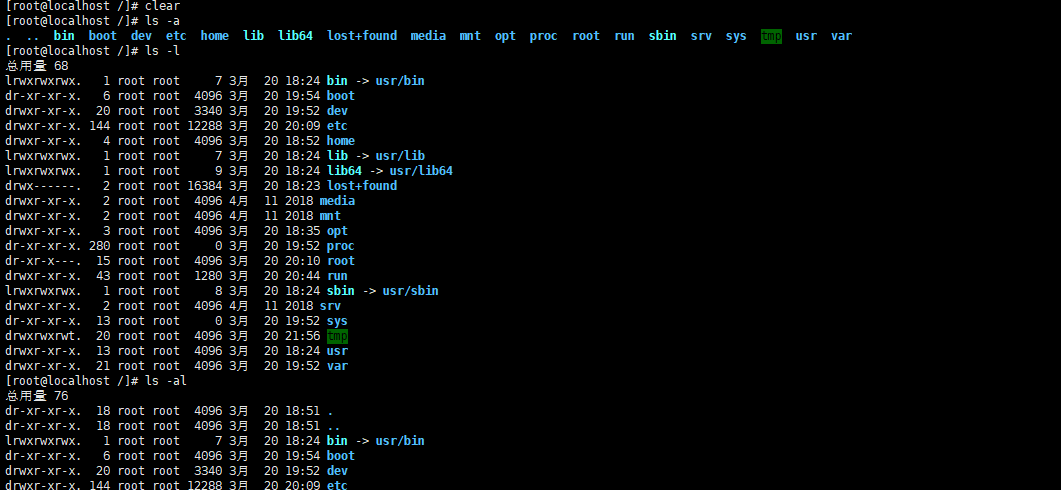 [root@localhost /]# clear
[root@localhost /]# ls -a
.  ..  bin  boot  dev  etc  home  lib  lib64  lost+found  media  mnt  opt  proc  root  run  sbin  srv  sys  tmp  usr  var
[root@localhost /]# ls -l
总用量 68
lrwxrwxrwx.   1 root root     7 3月  20 18:24 bin -> usr/bin
dr-xr-xr-x.   6 root root  4096 3月  20 19:54 boot
drwxr-xr-x.  20 root root  3340 3月  20 19:52 dev
drwxr-xr-x. 144 root root 12288 3月  20 20:09 etc
drwxr-xr-x.   4 root root  4096 3月  20 18:52 home
lrwxrwxrwx.   1 root root     7 3月  20 18:24 lib -> usr/lib
lrwxrwxrwx.   1 root root     9 3月  20 18:24 lib64 -> usr/lib64
drwx------.   2 root root 16384 3月  20 18:23 lost+found
drwxr-xr-x.   2 root root  4096 4月  11 2018 media
drwxr-xr-x.   2 root root  4096 4月  11 2018 mnt
drwxr-xr-x.   3 root root  4096 3月  20 18:35 opt
dr-xr-xr-x. 280 root root     0 3月  20 19:52 proc
dr-xr-x---.  15 root root  4096 3月  20 20:10 root
drwxr-xr-x.  43 root root  1280 3月  20 20:44 run
lrwxrwxrwx.   1 root root     8 3月  20 18:24 sbin -> usr/sbin
drwxr-xr-x.   2 root root  4096 4月  11 2018 srv
dr-xr-xr-x.  13 root root     0 3月  20 19:52 sys
drwxrwxrwt.  20 root root  4096 3月  20 21:56 tmp
drwxr-xr-x.  13 root root  4096 3月  20 18:24 usr
drwxr-xr-x.  21 root root  4096 3月  20 19:52 var
[root@localhost /]# ls -al
总用量 76
dr-xr-xr-x.  18 root root  4096 3月  20 18:51 .
dr-xr-xr-x.  18 root root  4096 3月  20 18:51 ..
lrwxrwxrwx.   1 root root     7 3月  20 18:24 bin -> usr/bin
dr-xr-xr-x.   6 root root  4096 3月  20 19:54 boot
drwxr-xr-x.  20 root root  3340 3月  20 19:52 dev
drwxr-xr-x. 144 root root 12288 3月  20 20:09 etc